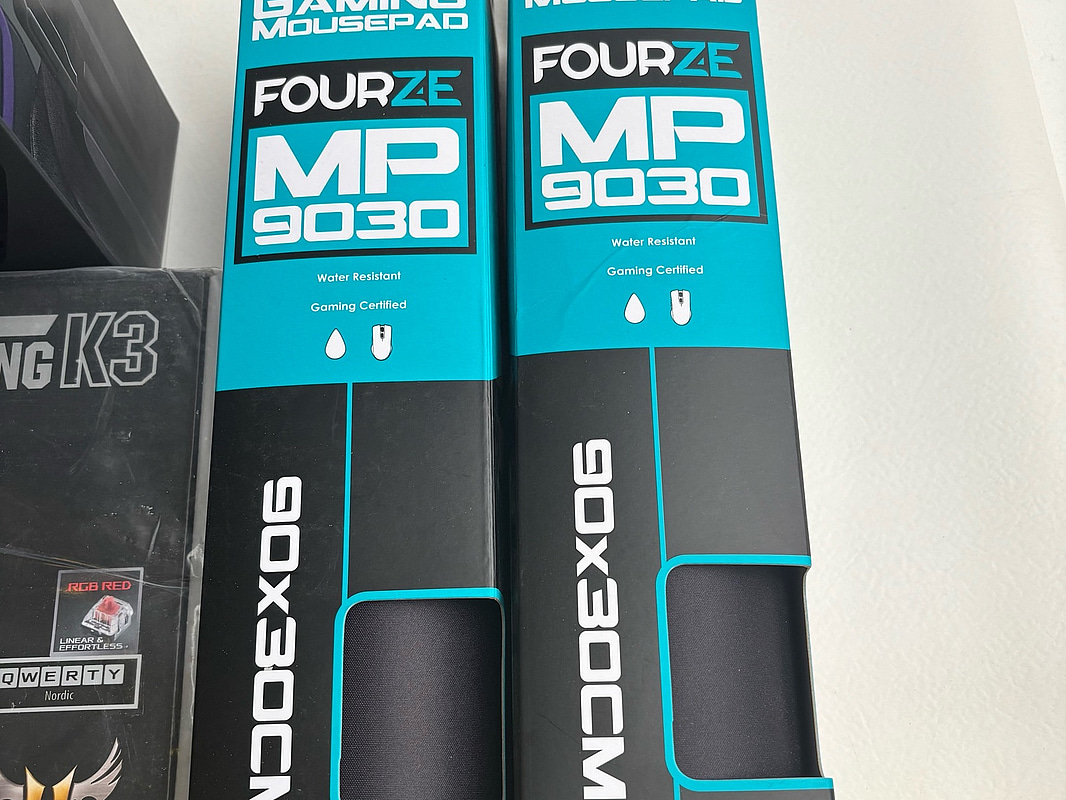 GAMING
MOUSEPAD
FOURZE
MP
9030
Water Resistant
Gaming Certified
90x30CM
MOUSEPAD
FOURZE
MP
9030
Water Resistant
Gaming Certified
90x30CM
K3
RGB RED
LINEAR &
EFFORTLESS
QWERTY
Nordic